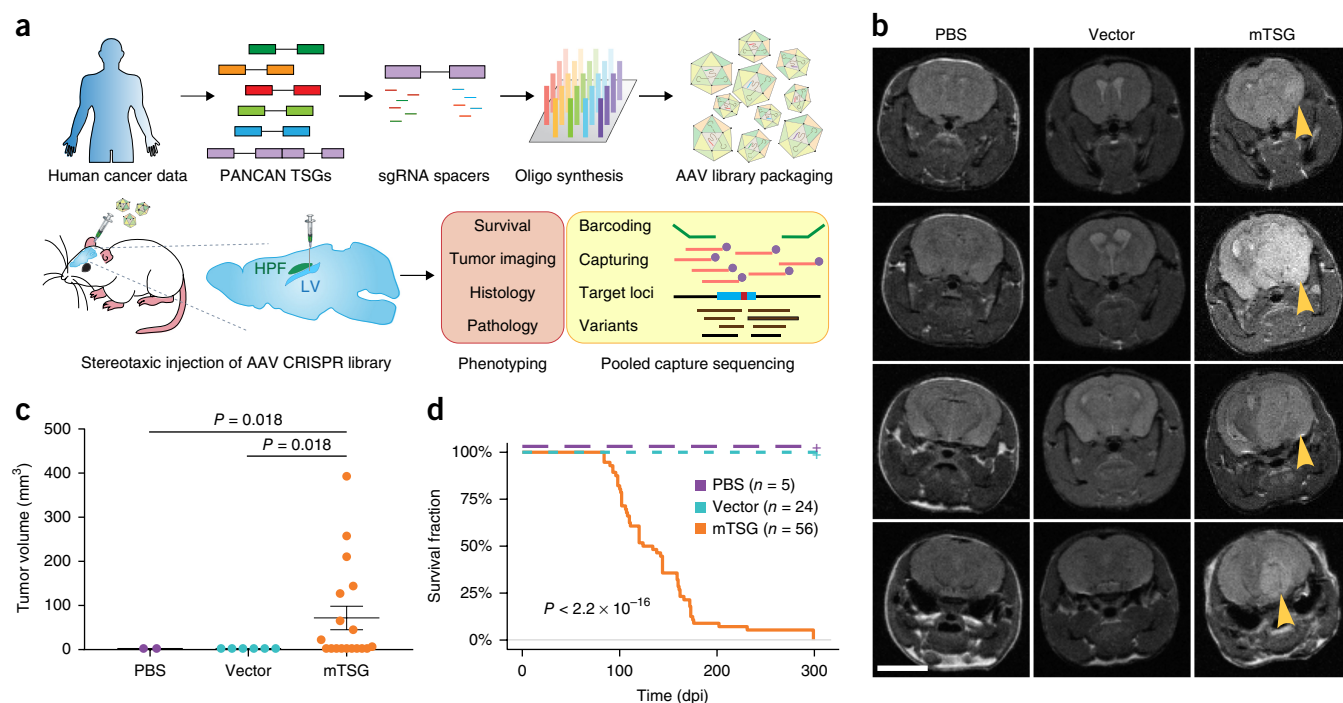 a
Human cancer data
PANCAN TSGs
sgRNA spacers
Oligo synthesis
AAV library packaging
HPF
LV
Stereotaxic injection of AAV CRISPR library
Survival
Tumor imaging
Histology
Pathology
Phenotyping
Barcoding
Capturing
Target loci
Variants
Pooled capture sequencing
b
PBS
Vector
mTSG
c
P = 0.018
P = 0.018
Tumor volume (mm³)
500
400
300
200
100
0
PBS
Vector
mTSG
d
Survival fraction
100%
75%
50%
25%
0%
PBS (n = 5)
Vector (n = 24)
mTSG (n = 56)
P < 2.2 × 10⁻¹⁶
0
100
200
300
Time (dpi)